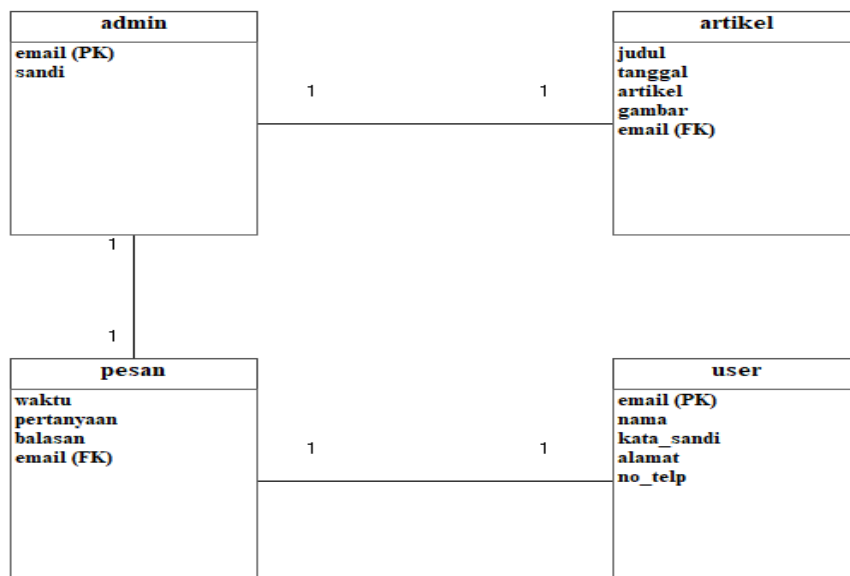 admin
email (PK)
sandi
artikel
judul
tanggal
artikel
gambar
email (FK)
1
1
1
1
pesan
waktu
pertanyaan
balasan
email (FK)
1
1
user
email (PK)
nama
kata_sandi
alamat
no_telp